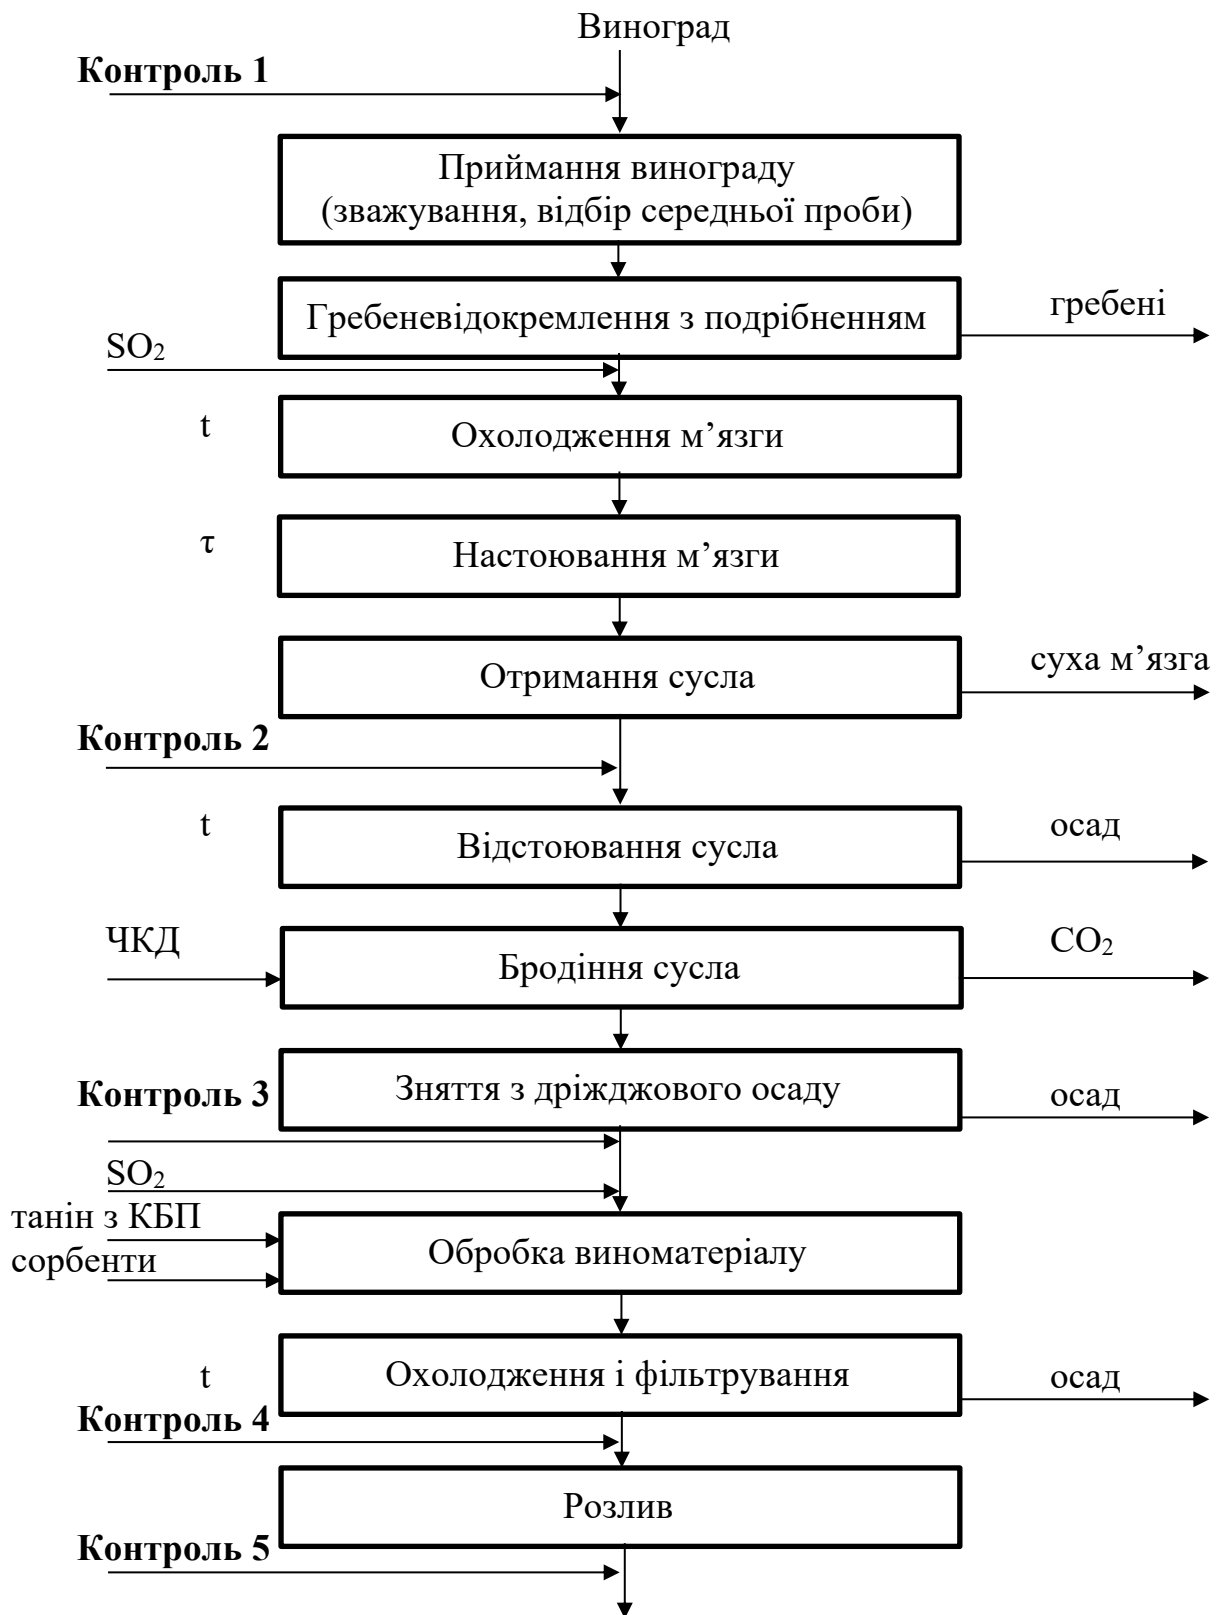 Виноград
Контроль 1
Приймання винограду
(зважування, відбір середньої проби)
Гребеневідокремлення з подрібненням
гребені
SO₂
t
Охолодження м’язги
τ
Настоювання м’язги
Отримання сусла
суха м’язга
Контроль 2
t
Відстоювання сусла
осад
ЧКД
Бродіння сусла
CO₂
Контроль 3
Зняття з дріжджового осаду
осад
SO₂
танін з КБП
сорбенти
Обробка виноматеріалу
t
Охолодження і фільтрування
осад
Контроль 4
Розлив
Контроль 5